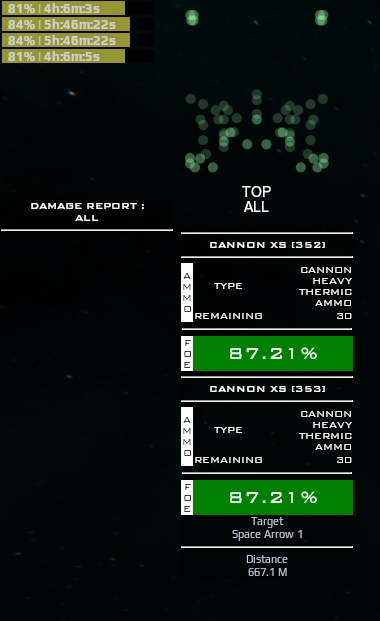 81% | 4h:6m:3s
84% | 5h:46m:22s
84% | 5h:46m:22s
81% | 4h:6m:5s
TOP
ALL
DAMAGE REPORT :
ALL
CANNON XS [352]
AMMO
TYPE
CANNON
HEAVY
THERMIC
AMMO
REMAINING 30
FOE
87.21%
CANNON XS [353]
AMMO
TYPE
CANNON
HEAVY
THERMIC
AMMO
REMAINING 30
FOE
87.21%
Target
Space Arrow 1
Distance
667.1 M